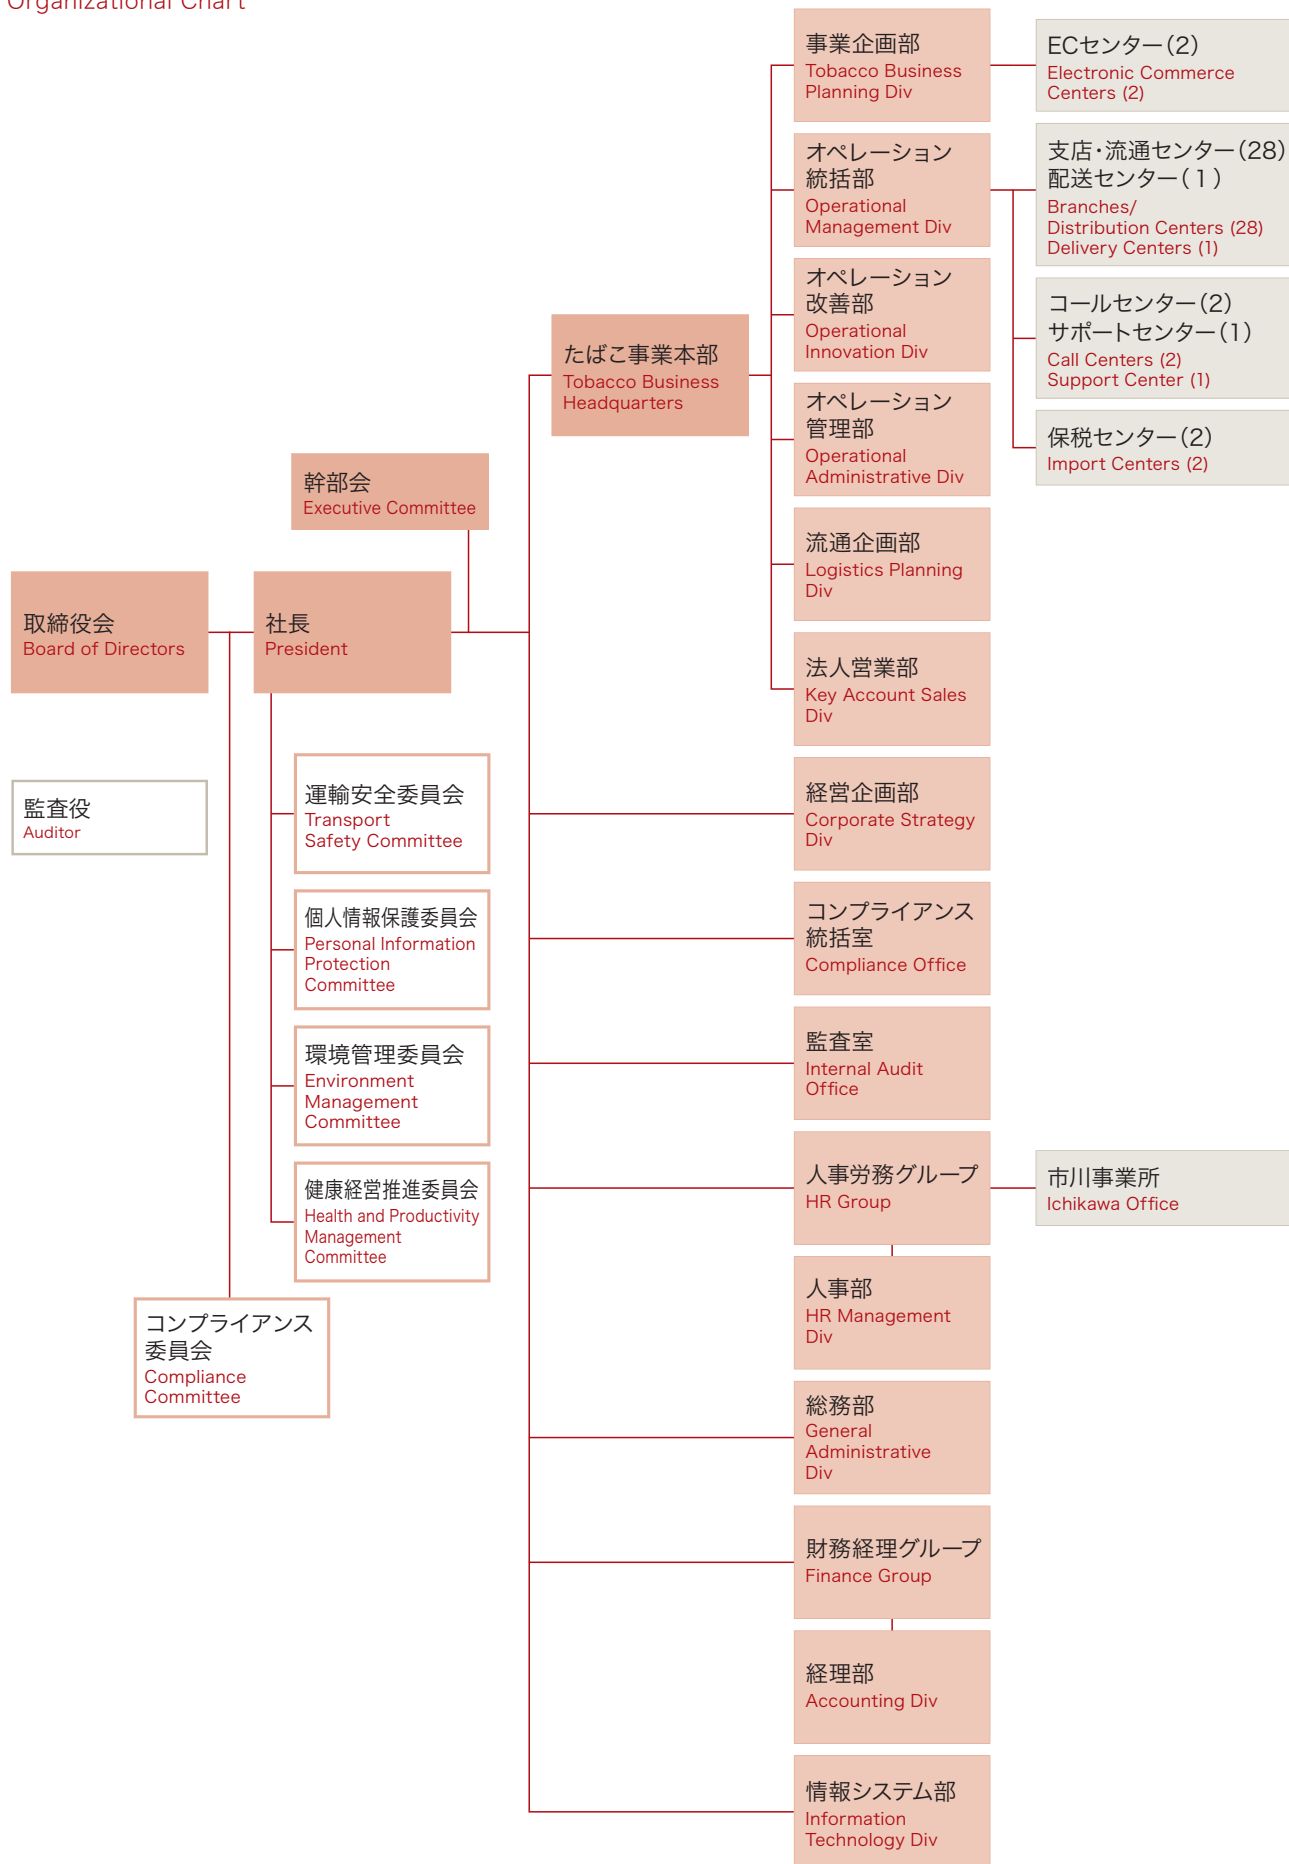 Organizational Chart
取締役会
Board of Directors
監査役
Auditor
社長
President
幹部会
Executive Committee
運輸安全委員会
Transport
Safety Committee
個人情報保護委員会
Personal Information
Protection
Committee
環境管理委員会
Environment
Management
Committee
健康経営推進委員会
Health and Productivity
Management
Committee
コンプライアンス
委員会
Compliance
Committee
たばこ事業本部
Tobacco Business
Headquarters
事業企画部
Tobacco Business
Planning Div
オペレーション
統括部
Operational
Management Div
オペレーション
改善部
Operational
Innovation Div
オペレーション
管理部
Operational
Administrative Div
流通企画部
Logistics Planning
Div
法人営業部
Key Account Sales
Div
経営企画部
Corporate Strategy
Div
コンプライアンス
統括室
Compliance Office
監査室
Internal Audit
Office
人事労務グループ
HR Group
人事部
HR Management
Div
総務部
General
Administrative
Div
財務経理グループ
Finance Group
経理部
Accounting Div
情報システム部
Information
Technology Div
ECセンター(2)
Electronic Commerce
Centers (2)
支店・流通センター(28)
配送センター(1)
Branches/
Distribution Centers (28)
Delivery Centers (1)
コールセンター(2)
サポートセンター(1)
Call Centers (2)
Support Center (1)
保税センター(2)
Import Centers (2)
市川事業所
Ichikawa Office